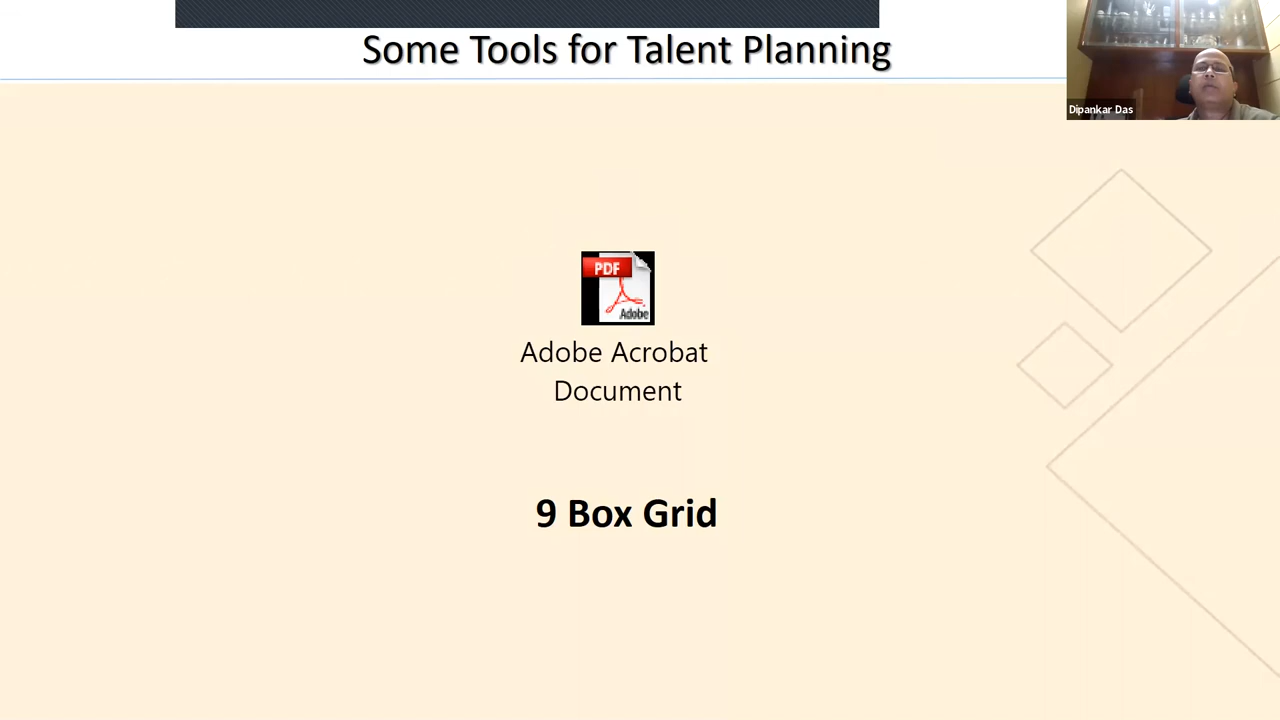 Some Tools for Talent Planning
Dipankar Das
PDF
Adobe
Adobe Acrobat
Document
9 Box Grid